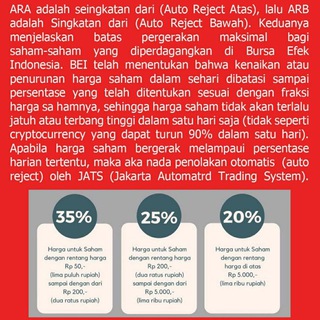 ARA adalah seingkatan dari (Auto Reject Atas), lalu ARB
adalah Singkatan dari (Auto Reject Bawah). Keduanya
menjelaskan batas pergerakan maksimal bagi
saham-saham yang diperdagangkan di Bursa Efek
Indonesia. BEI telah menentukan bahwa kenaikan atau
penurunan harga saham dalam sehari dibatasi sampai
persentase yang telah ditentukan sesuai dengan fraksi
harga sa hamnya, sehingga harga saham tidak akan terlalu
jatuh atau terbang tinggi dalam satu hari saja (tidak seperti
cryptocurrency yang dapat turun 90% dalam satu hari).
Apabila harga saham bergerak melampaui persentase
harian tertentu, maka aka nada penolakan otomatis (auto
reject) oleh JATS (Jakarta Automatrd Trading System).
35%
Harga untuk Saham
dengan rentang harga
Rp 50,-
(lima puluh rupiah)
sampai dengan dari
Rp 200,-
(dua ratus rupiah)
25%
Harga untuk Saham
dengan rentang harga
Rp 200,-
(dua ratus rupiah)
sampai dengan dari
Rp 5.000,-
(lima ribu rupiah)
20%
Harga untuk Saham
dengan rentang
harga di atas
Rp 5.000,-
(lima ribu rupiah)